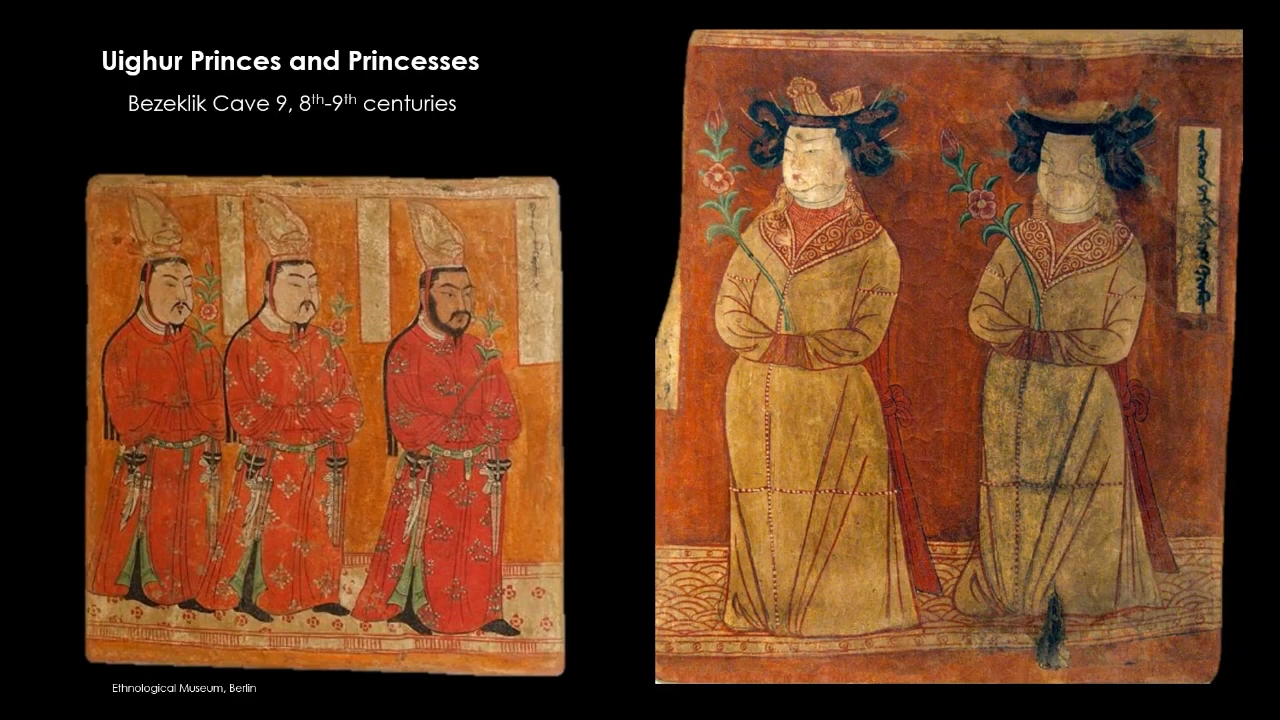 Uighur Princes and Princesses
Bezeklik Cave 9, 8th-9th centuries
Ethnological Museum, Berlin